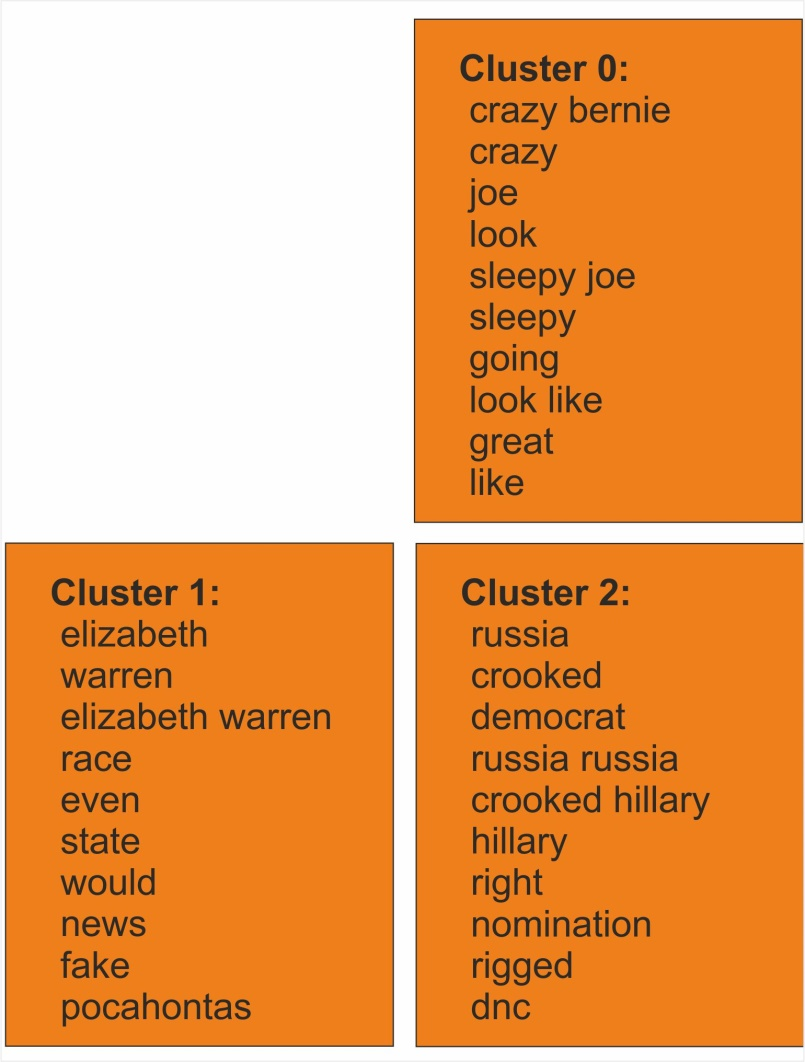 Cluster 0:
crazy bernie
crazy
joe
look
sleepy joe
sleepy
going
look like
great
like
Cluster 1:
elizabeth
warren
elizabeth warren
race
even
state
would
news
fake
pocahontas
Cluster 2:
russia
crooked
democrat
russia russia
crooked hillary
hillary
right
nomination
rigged
dnc